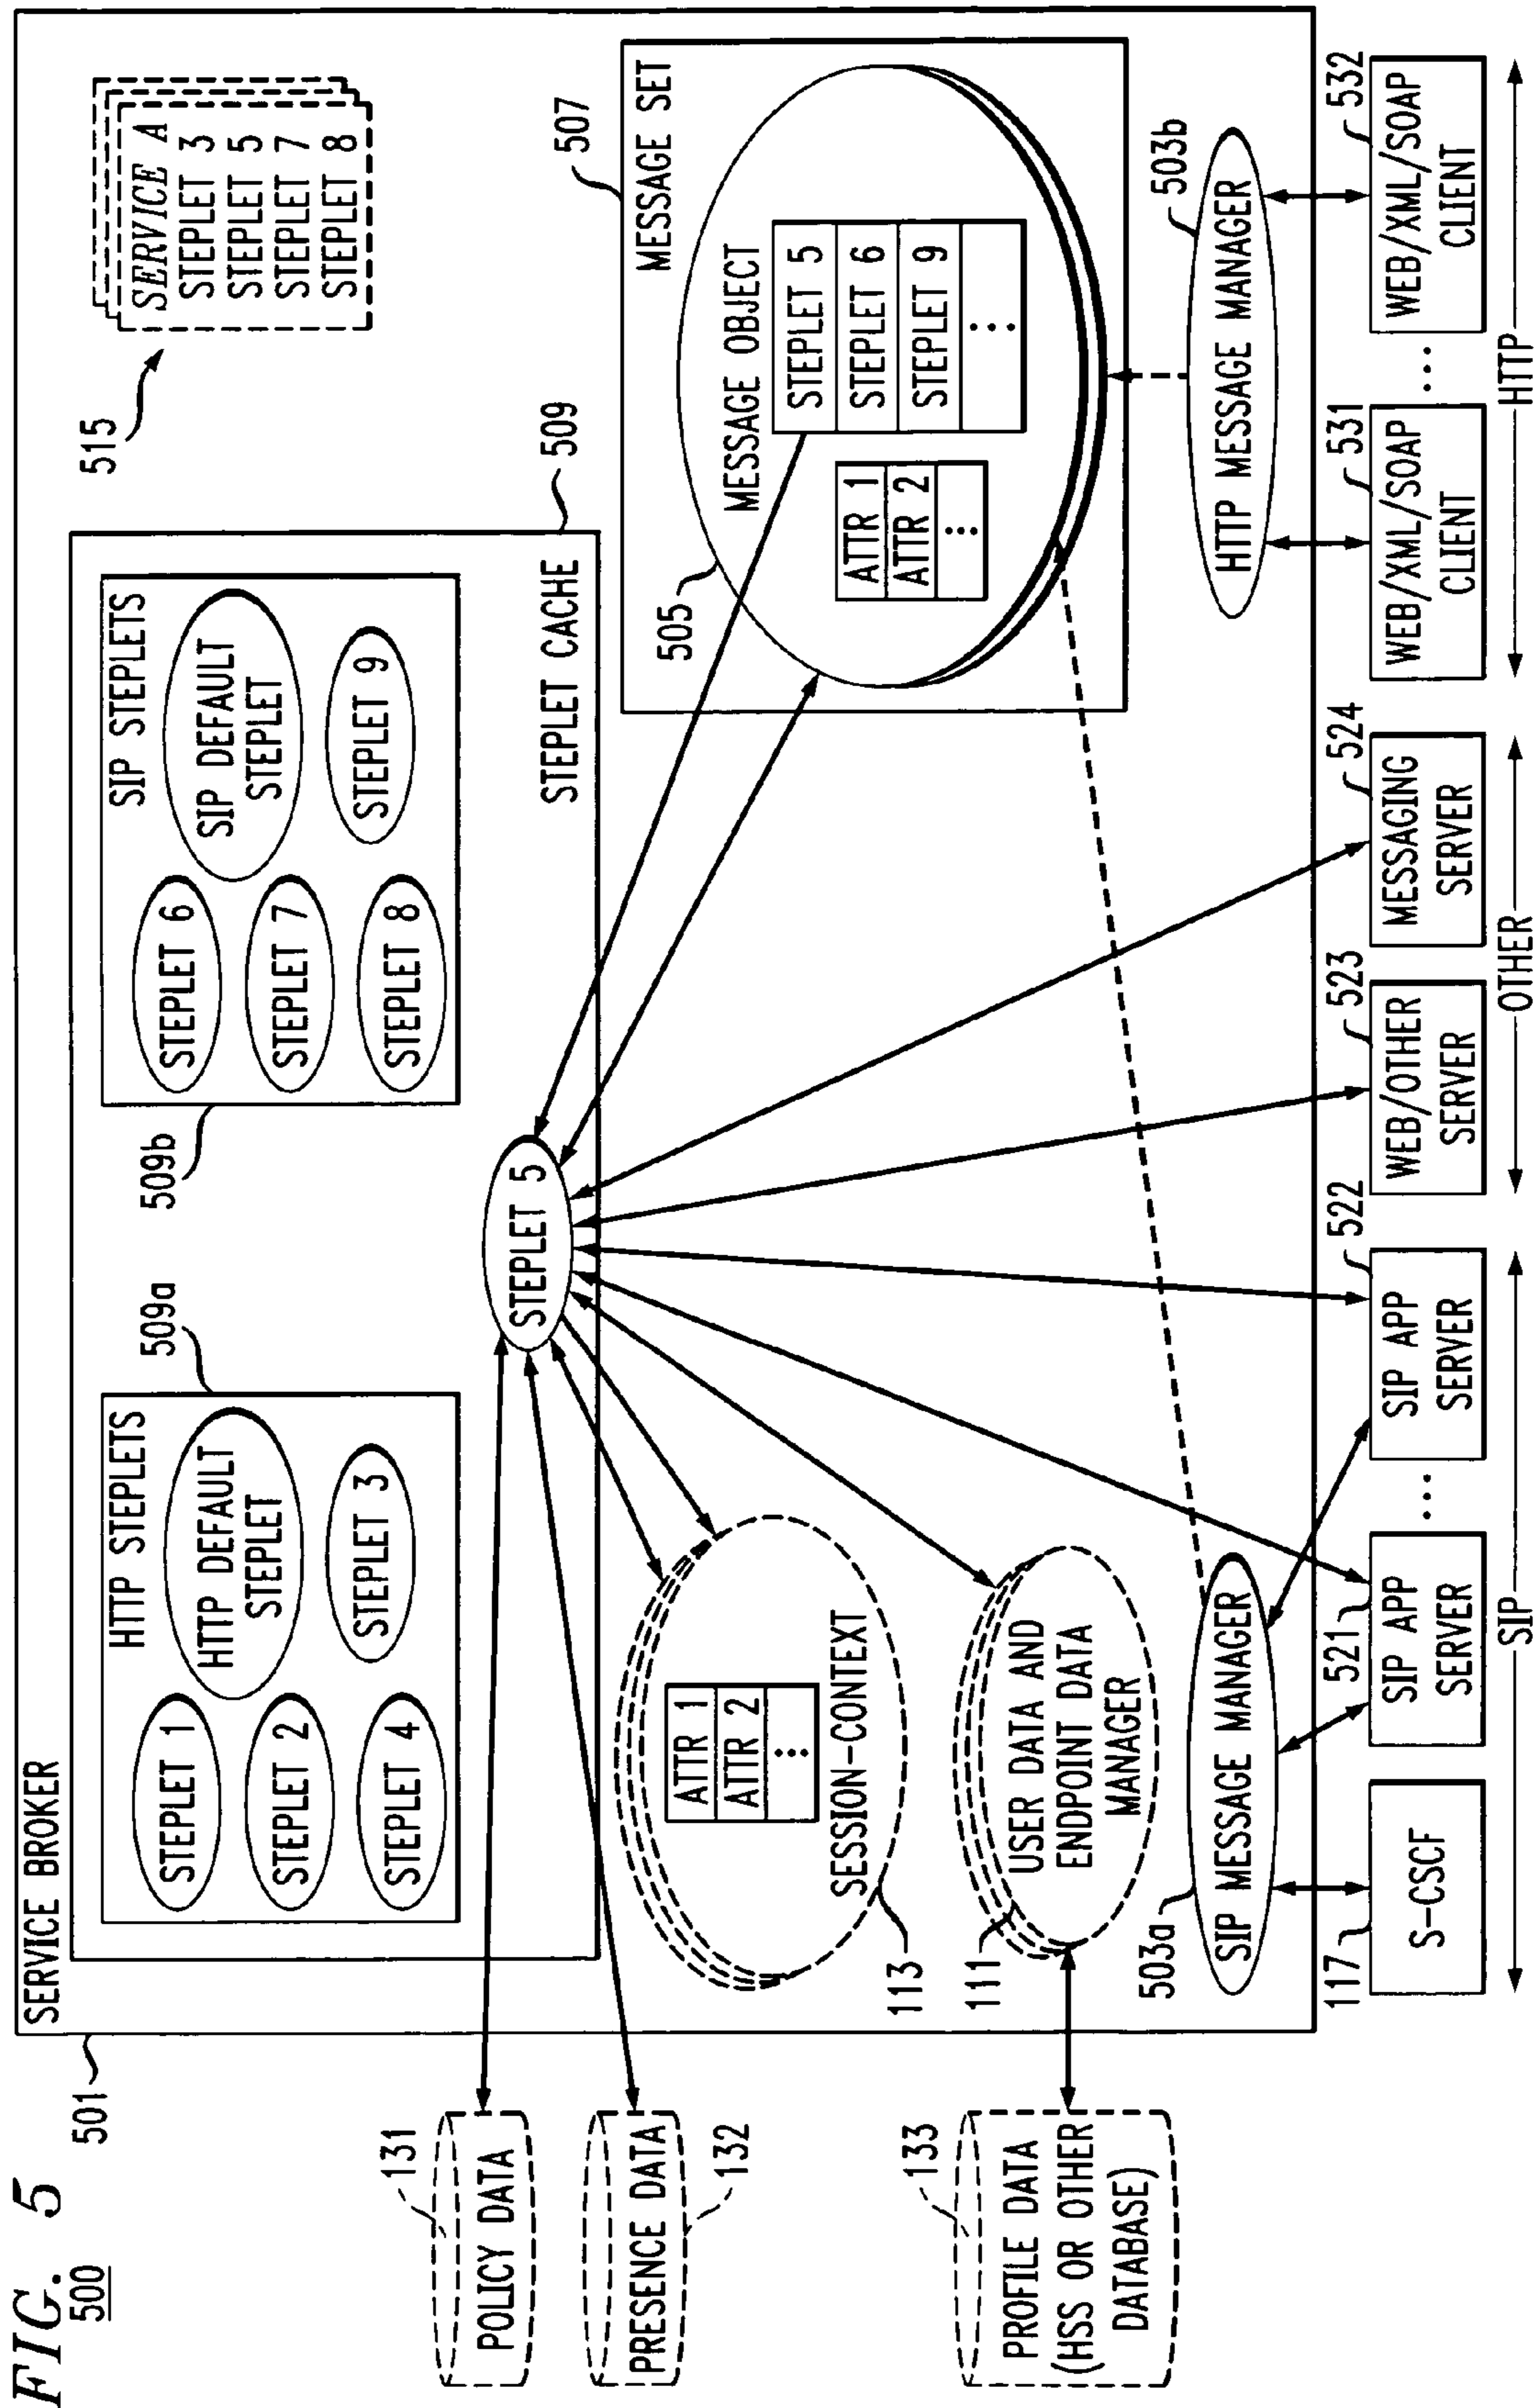 FIG. 5
500
501
SERVICE BROKER
HTTP STEPLETS
509a
STEPLET 1
STEPLET 2
STEPLET 4
HTTP DEFAULT
STEPLET
STEPLET 3
SIP STEPLETS
509b
STEPLET 6
STEPLET 7
STEPLET 8
SIP DEFAULT
STEPLET
STEPLET 9
STEPLET 5
STEPLET CACHE
509
515
SERVICE A
STEPLET 3
STEPLET 5
STEPLET 7
STEPLET 8
131
POLICY DATA
PRESENCE DATA
132
133
PROFILE DATA
(HSS OR OTHER
DATABASE)
ATTR 1
ATTR 2
⋮
SESSION-CONTEXT
113
111
USER DATA AND
ENDPOINT DATA
MANAGER
507
MESSAGE SET
505
MESSAGE OBJECT
ATTR 1
ATTR 2
⋮
STEPLET 5
STEPLET 6
STEPLET 9
⋮
503a
SIP MESSAGE MANAGER
HTTP MESSAGE MANAGER
503b
117
S-CSCF
521
SIP APP
SERVER
...
522
SIP APP
SERVER
523
WEB/OTHER
SERVER
524
MESSAGING
SERVER
531
WEB/XML/SOAP
CLIENT
...
532
WEB/XML/SOAP
CLIENT
SIP
OTHER
HTTP